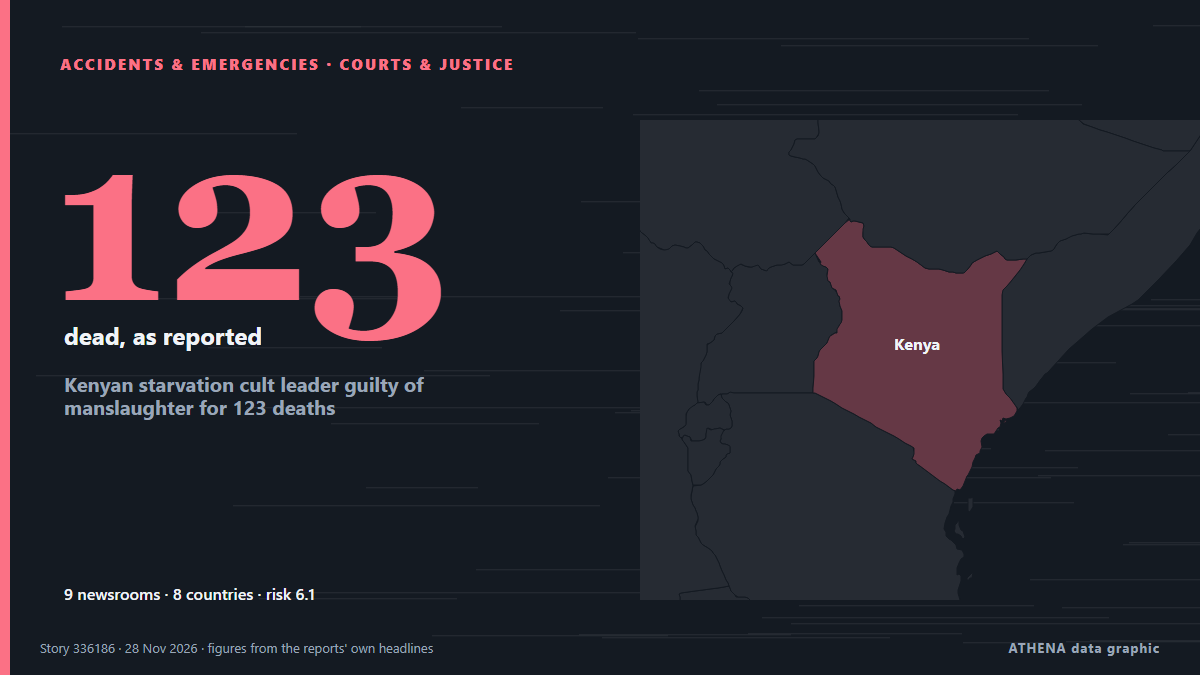 ACCIDENTS & EMERGENCIES · COURTS & JUSTICE
123
dead, as reported
Kenyan starvation cult leader guilty of
manslaughter for 123 deaths
Kenya
9 newsrooms · 8 countries · risk 6.1
Story 336186 · 28 Nov 2026 · figures from the reports' own headlines
ATHENA data graphic